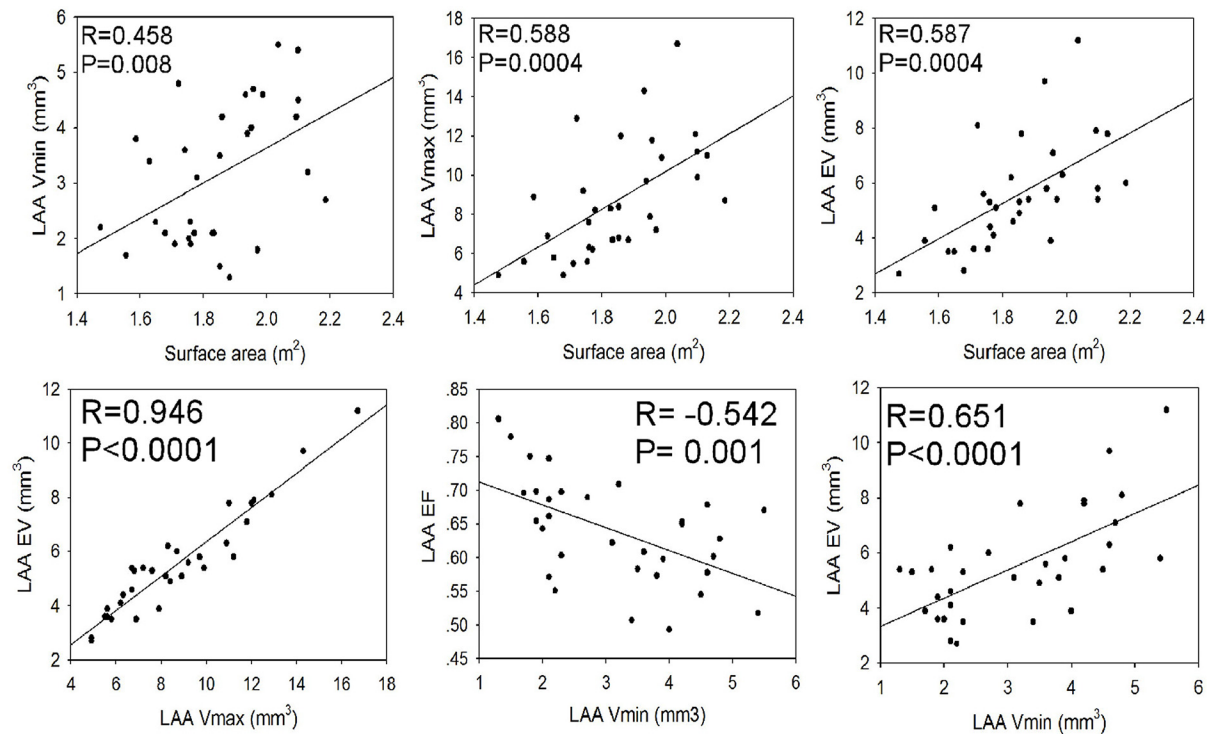 R=0.458
P=0.008
LAA Vmin (mm³)
6
5
4
3
2
1
1.4 1.6 1.8 2.0 2.2 2.4
Surface area (m²)
R=0.588
P=0.0004
LAA Vmax (mm³)
18
16
14
12
10
8
6
4
1.4 1.6 1.8 2.0 2.2 2.4
Surface area (m²)
R=0.587
P=0.0004
LAA EV (mm³)
12
10
8
6
4
2
1.4 1.6 1.8 2.0 2.2 2.4
Surface area (m²)
R=0.946
P<0.0001
LAA EV (mm³)
12
10
8
6
4
2
4 6 8 10 12 14 16 18
LAA Vmax (mm³)
R= -0.542
P= 0.001
LAA EF
.85
.80
.75
.70
.65
.60
.55
.50
.45
1 2 3 4 5 6
LAA Vmin (mm3)
R=0.651
P<0.0001
LAA EV (mm³)
12
10
8
6
4
2
1 2 3 4 5 6
LAA Vmin (mm³)